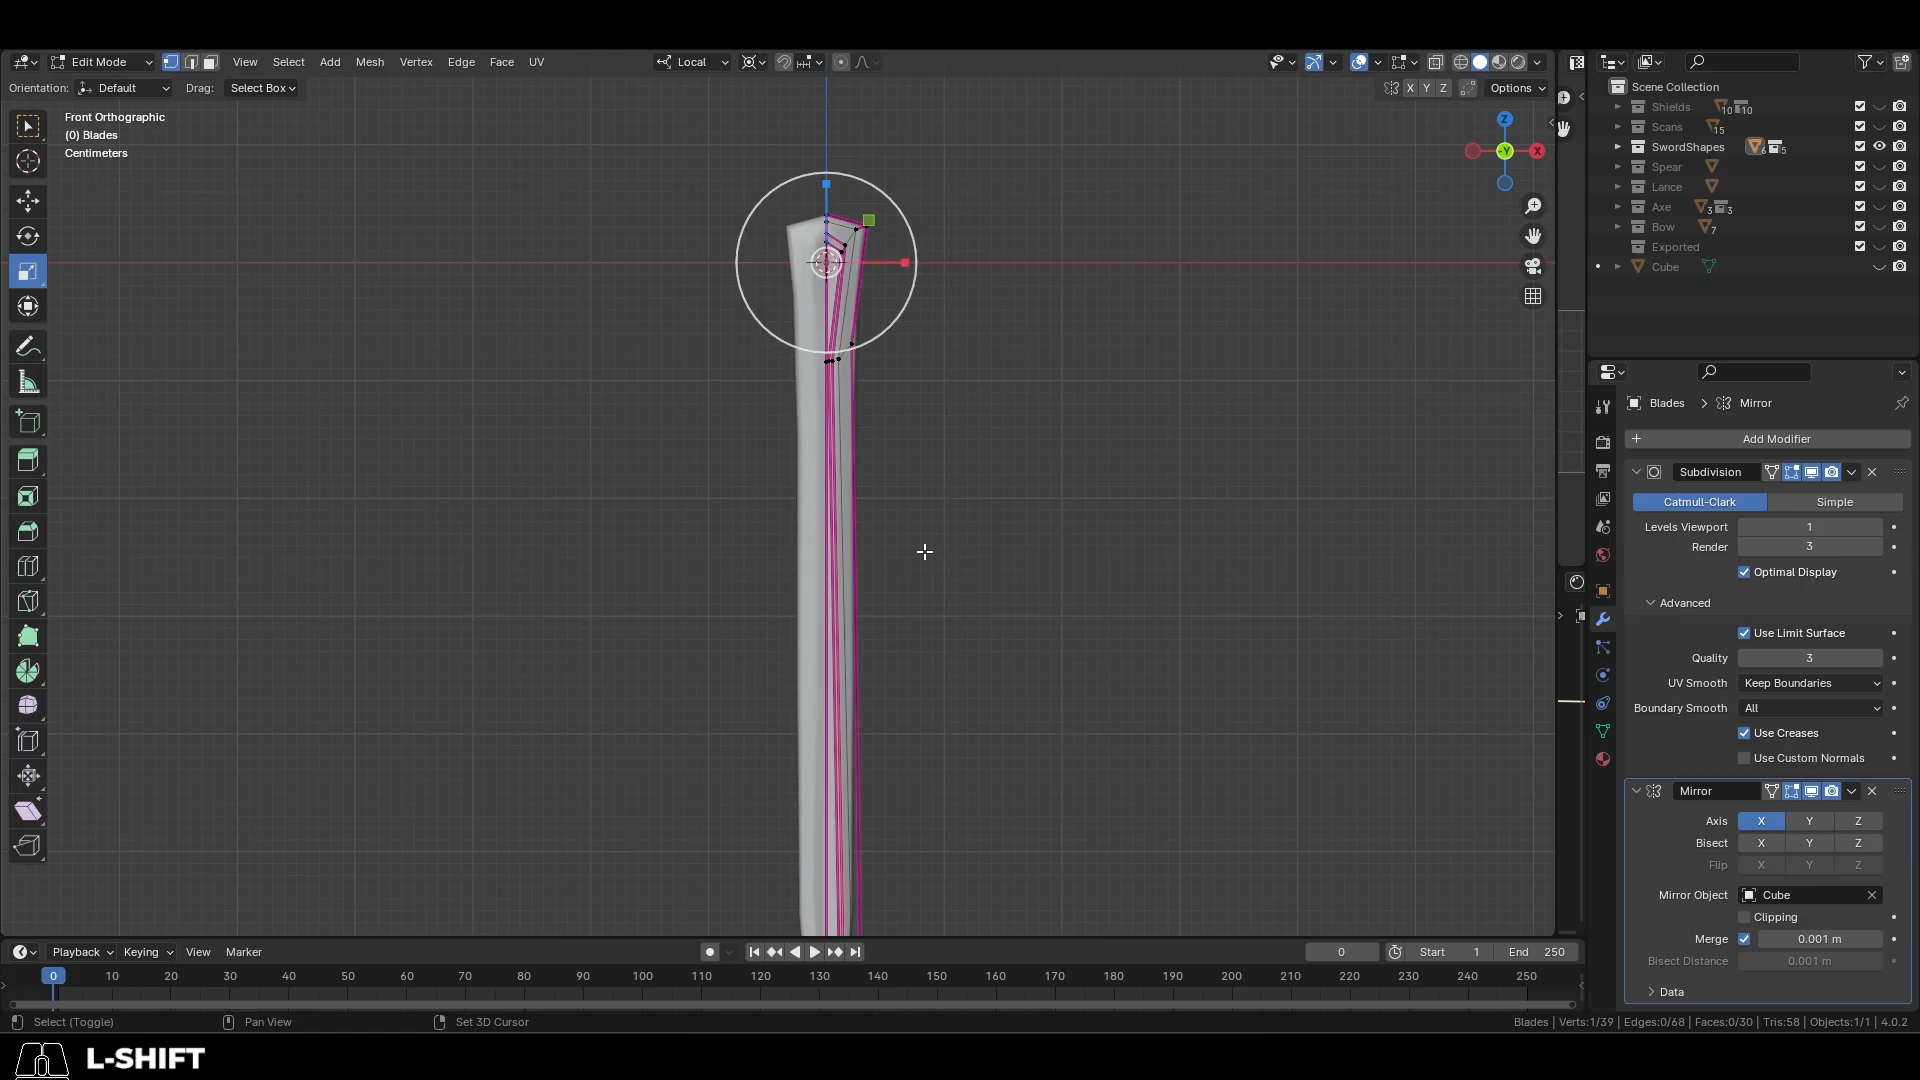 Edit Mode View Select Add Mesh Vertex Edge Face UV Local
Orientation: Default Drag: Select Box X Y Z Options
Front Orthographic
(0) Blades
Centimeters
Z
-Y X
Scene Collection
Shields 10 10
Scans 15
SwordShapes 5
Spear
Lance
Axe 3 3
Bow 7
Exported
Cube
Blades > Mirror
+ Add Modifier
Subdivision
Catmull-Clark Simple
Levels Viewport 1
Render 3
Optimal Display
Advanced
Use Limit Surface
Quality 3
UV Smooth Keep Boundaries
Boundary Smooth All
Use Creases
Use Custom Normals
Mirror
Axis X Y Z
Bisect X Y Z
Flip X Y Z
Mirror Object Cube
Clipping
Merge 0.001 m
Bisect Distance 0.001 m
Data
Playback Keying View Marker 0 Start 1 End 250
0 10 20 30 40 50 60 70 80 90 100 110 120 130 140 150 160 170 180 190 200 210 220 230 240 250
Select (Toggle) Pan View Set 3D Cursor Blades | Verts:1/39 | Edges:0/68 | Faces:0/30 | Tris:58 | Objects:1/1 | 4.0.2
L-SHIFT